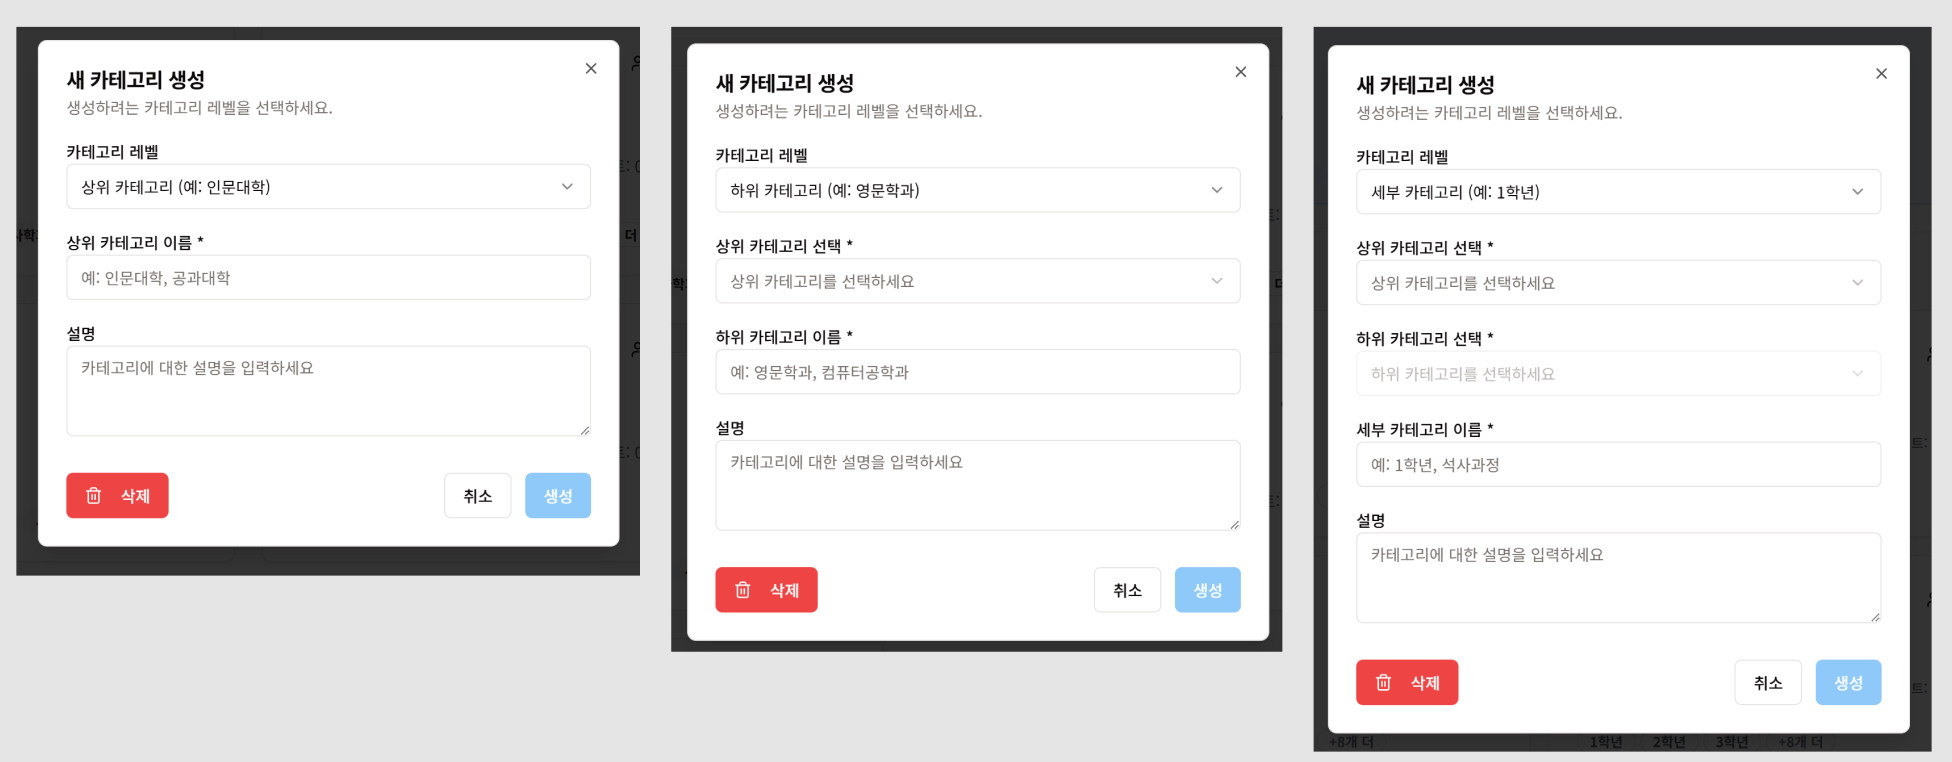 새 카테고리 생성
생성하려는 카테고리 레벨을 선택하세요.
카테고리 레벨
상위 카테고리 (예: 인문대학)
상위 카테고리 이름 *
예: 인문대학, 공과대학
설명
카테고리에 대한 설명을 입력하세요
삭제
취소
생성
더
새 카테고리 생성
생성하려는 카테고리 레벨을 선택하세요.
카테고리 레벨
하위 카테고리 (예: 영문학과)
상위 카테고리 선택 *
상위 카테고리를 선택하세요
하위 카테고리 이름 *
예: 영문학과, 컴퓨터공학과
설명
카테고리에 대한 설명을 입력하세요
삭제
취소
생성
새 카테고리 생성
생성하려는 카테고리 레벨을 선택하세요.
카테고리 레벨
세부 카테고리 (예: 1학년)
상위 카테고리 선택 *
상위 카테고리를 선택하세요
하위 카테고리 선택 *
하위 카테고리를 선택하세요
세부 카테고리 이름 *
예: 1학년, 석사과정
설명
카테고리에 대한 설명을 입력하세요
삭제
취소
생성
+8개 더
1학년 2학년 3학년 +8개 더